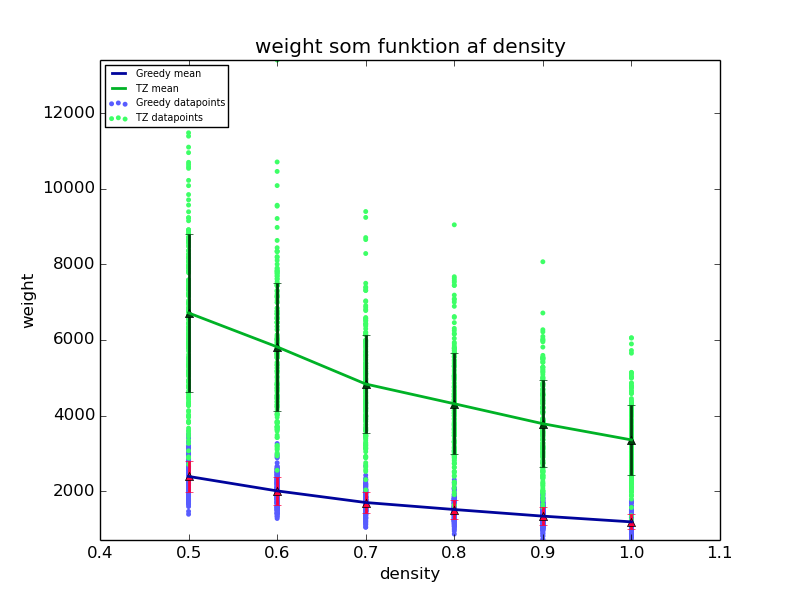 weight som funktion af density
Greedy mean
TZ mean
Greedy datapoints
TZ datapoints
12000
10000
8000
6000
4000
2000
weight
0.4 0.5 0.6 0.7 0.8 0.9 1.0 1.1
density